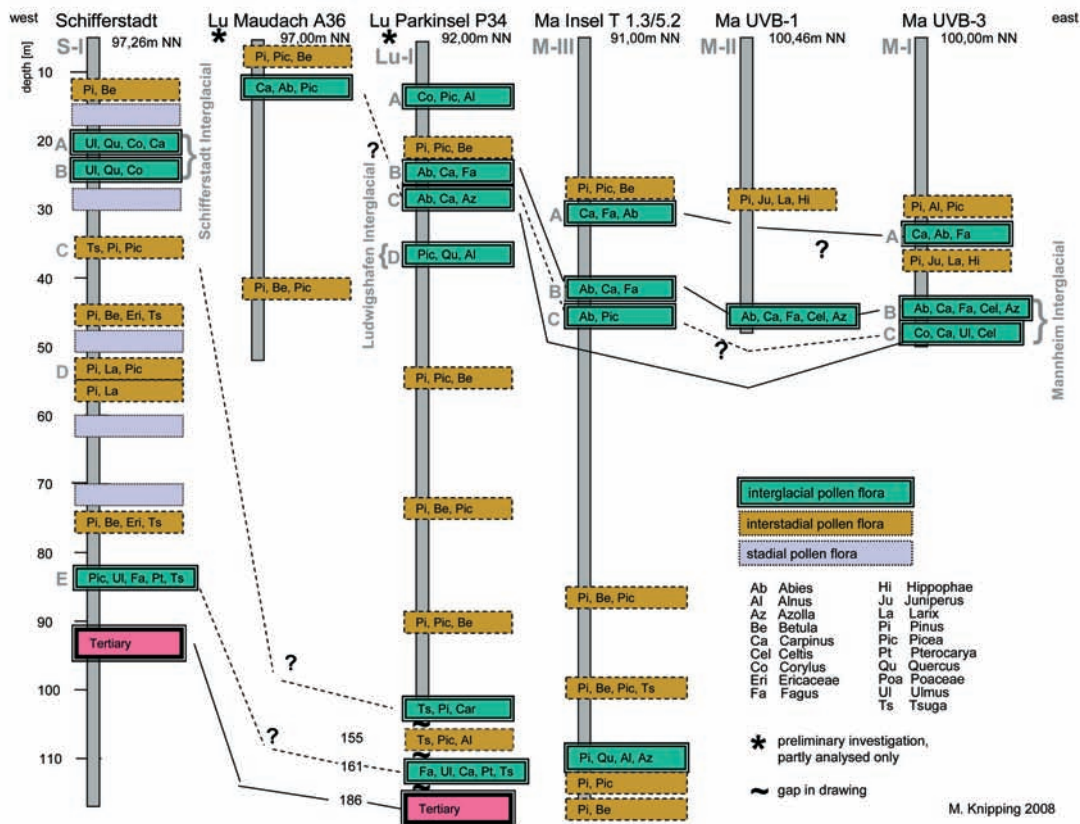 west
Schifferstadt
Lu Maudach A36
Lu Parkinsel P34
Ma Insel T 1.3/5.2
Ma UVB-1
Ma UVB-3
east
S-I
97,26m NN
*
97,00m NN
*
92,00m NN
Lu-I
M-III
91,00m NN
M-II
100,46m NN
M-I
100,00m NN
depth [m]
10
20
30
40
50
60
70
80
90
100
110
Pi, Be
A
Ul, Qu, Co, Ca
B
Ul, Qu, Co
Schifferstadt Interglacial
C
Ts, Pi, Pic
Pi, Be, Eri, Ts
D
Pi, La, Pic
Pi, La
Pi, Be, Eri, Ts
E
Pic, Ul, Fa, Pt, Ts
Tertiary
Pi, Pic, Be
Ca, Ab, Pic
Pi, Be, Pic
?
?
?
A
Co, Pic, Al
Pi, Pic, Be
B
Ab, Ca, Fa
C
Ab, Ca, Az
D
Pic, Qu, Al
Ludwigshafen Interglacial
Pi, Pic, Be
Pi, Be, Pic
Pi, Pic, Be
Ts, Pi, Car
155
Ts, Pic, Al
161
Fa, Ul, Ca, Pt, Ts
186
Tertiary
Pi, Pic, Be
A
Ca, Fa, Ab
B
Ab, Ca, Fa
C
Ab, Pic
Pi, Be, Pic
Pi, Be, Pic, Ts
Pi, Qu, Al, Az
Pi, Pic
Pi, Be
Pi, Ju, La, Hi
?
Ab, Ca, Fa, Cel, Az
?
Pi, Al, Pic
A
Ca, Ab, Fa
Pi, Ju, La, Hi
B
Ab, Ca, Fa, Cel, Az
C
Co, Ca, Ul, Cel
Mannheim Interglacial
interglacial pollen flora
interstadial pollen flora
stadial pollen flora
Ab Abies
Al Alnus
Az Azolla
Be Betula
Ca Carpinus
Cel Celtis
Co Corylus
Eri Ericaceae
Fa Fagus
Hi Hippophae
Ju Juniperus
La Larix
Pi Pinus
Pic Picea
Pt Pterocarya
Qu Quercus
Poa Poaceae
Ul Ulmus
Ts Tsuga
* preliminary investigation,
partly analysed only
~ gap in drawing
M. Knipping 2008